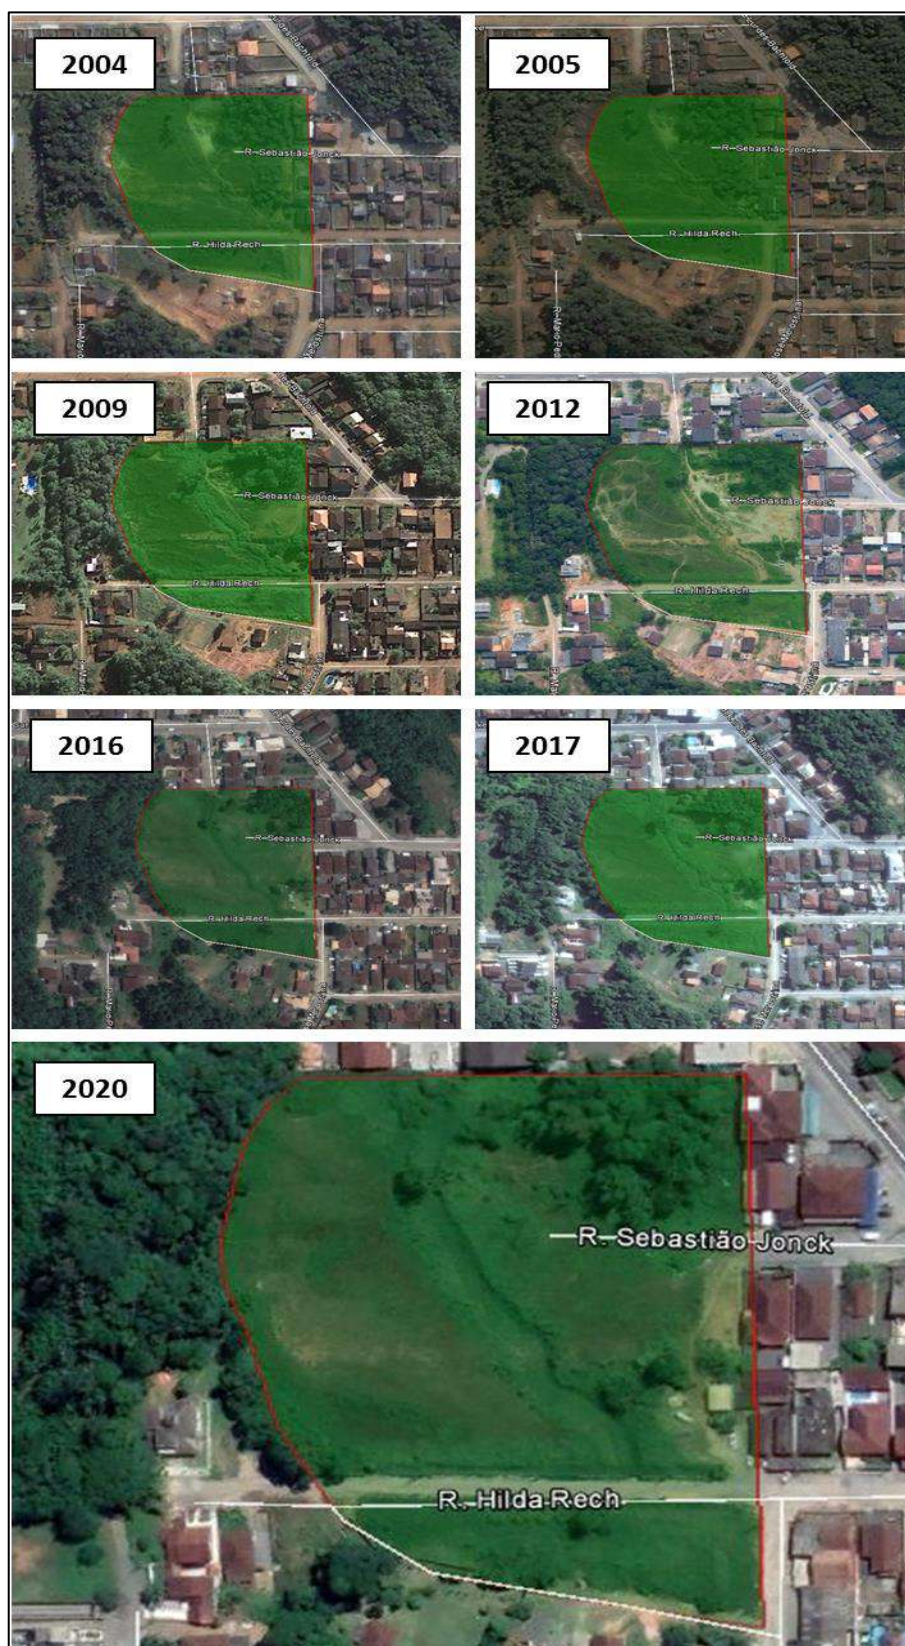 2004
R. Sebastião Jonck
R. Hilda Rech
R. Mario
2005
R. Sebastião Jonck
R. Hilda Rech
2009
R. Sebastião Jonck
R. Hilda Rech
2012
R. Sebastião Jonck
R. Hilda Rech
2016
R. Sebastião Jonck
R. Hilda Rech
2017
R. Sebastião Jonck
R. Hilda Rech
2020
R. Sebastião Jonck
R. Hilda Rech